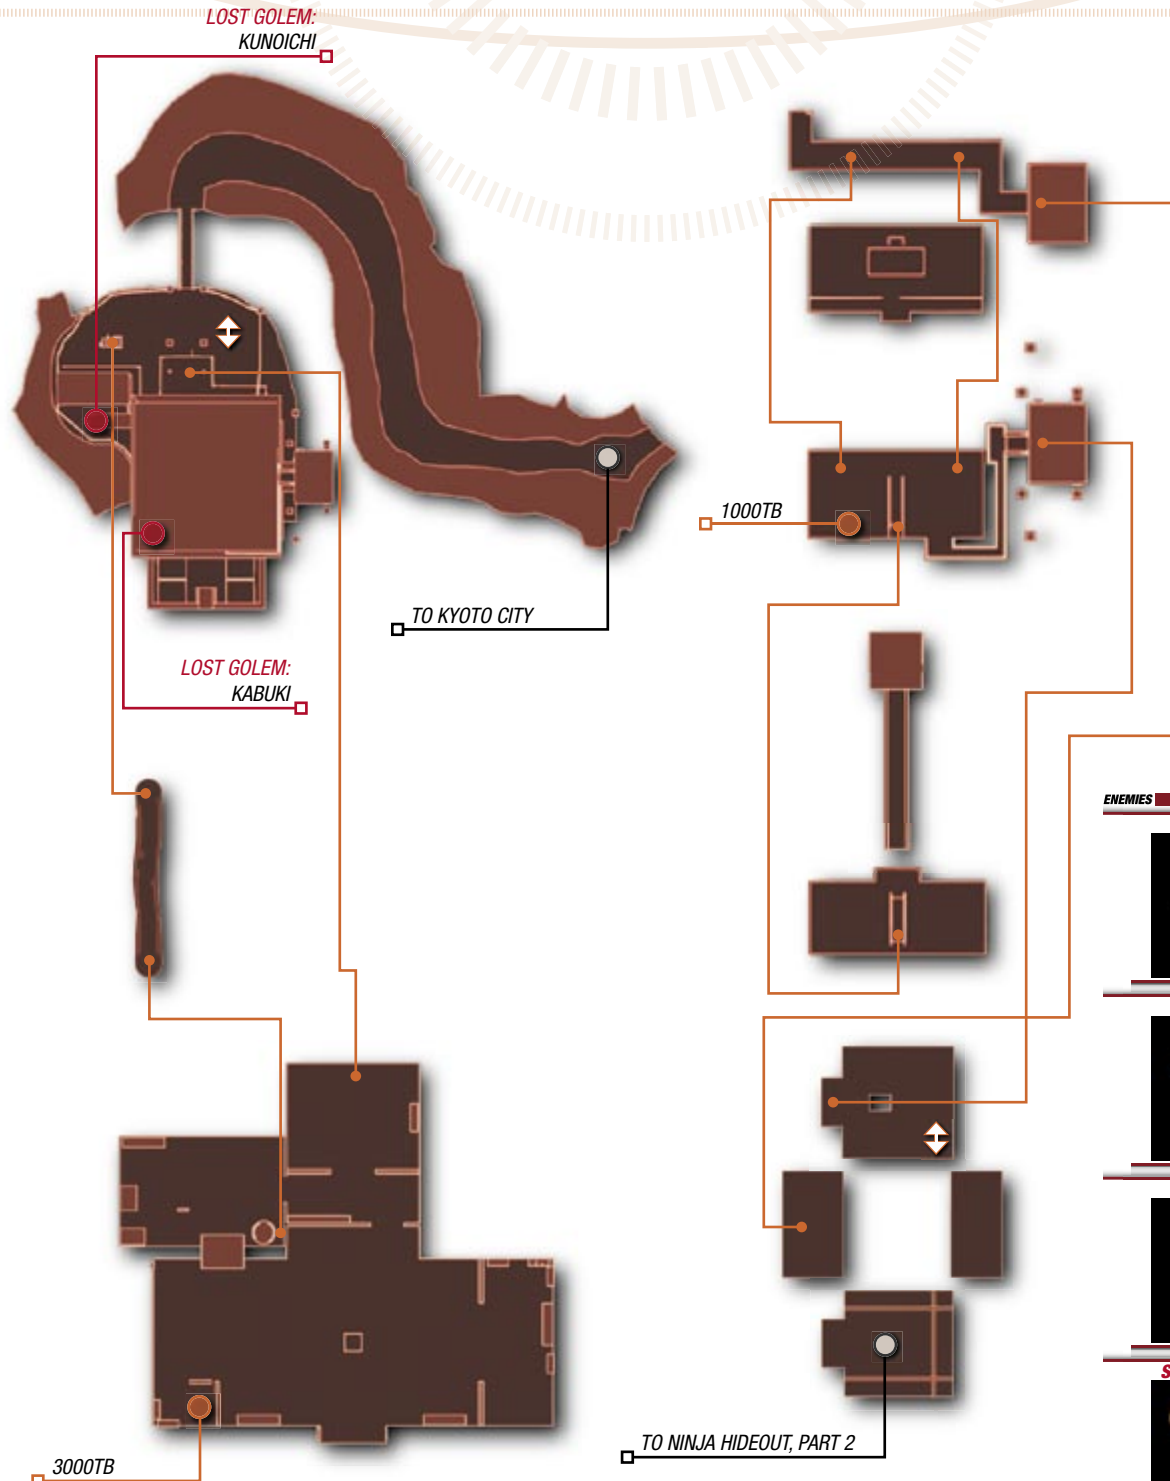 LOST GOLEM:
KUNOICHI
1000TB
TO KYOTO CITY
LOST GOLEM:
KABUKI
ENEMIES
TO NINJA HIDEOUT, PART 2
3000TB